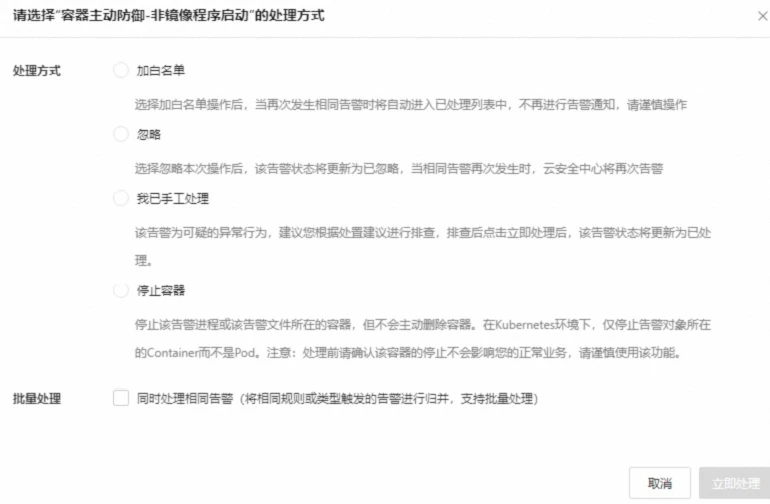 请选择“容器主动防御-非镜像程序启动”的处理方式
处理方式
加白名单
选择加白名单操作后，当再次发生相同告警时将自动进入已处理列表中，不再进行告警通知，请谨慎操作
忽略
选择忽略本次操作后，该告警状态将更新为已忽略，当相同告警再次发生时，云安全中心将再次告警
我已手工处理
该告警为可疑的异常行为，建议您根据处置建议进行排查，排查后点击立即处理后，该告警状态将更新为已处
理。
停止容器
停止该告警进程或该告警文件所在的容器，但不会主动删除容器。在Kubernetes环境下，仅停止告警对象所在
的Container而不是Pod。注意：处理前请确认该容器的停止不会影响您的正常业务，请谨慎使用该功能。
批量处理
同时处理相同告警（将相同规则或类型触发的告警进行归并，支持批量处理）
取消
立即处理